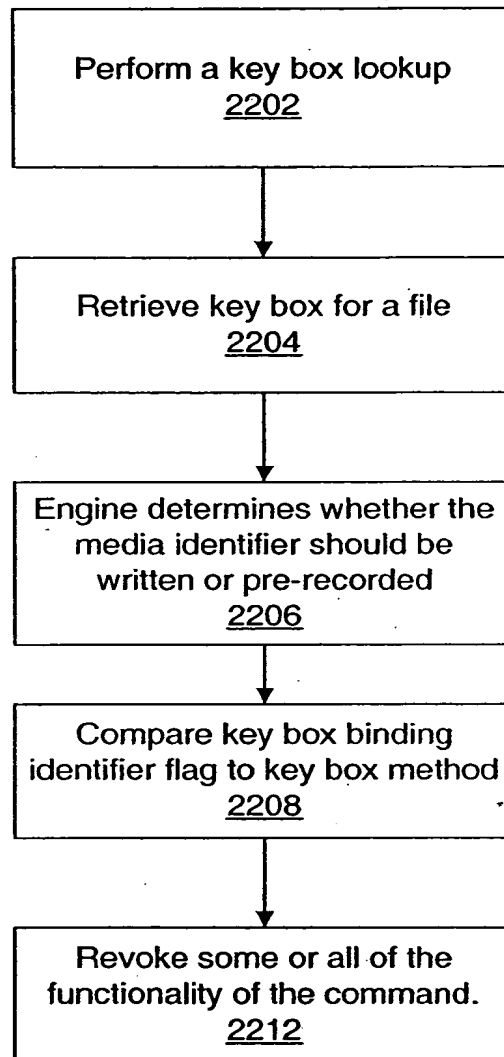 Perform a key box lookup
2202
Retrieve key box for a file
2204
Engine determines whether the
media identifier should be
written or pre-recorded
2206
Compare key box binding
identifier flag to key box method
2208
Revoke some or all of the
functionality of the command.
2212